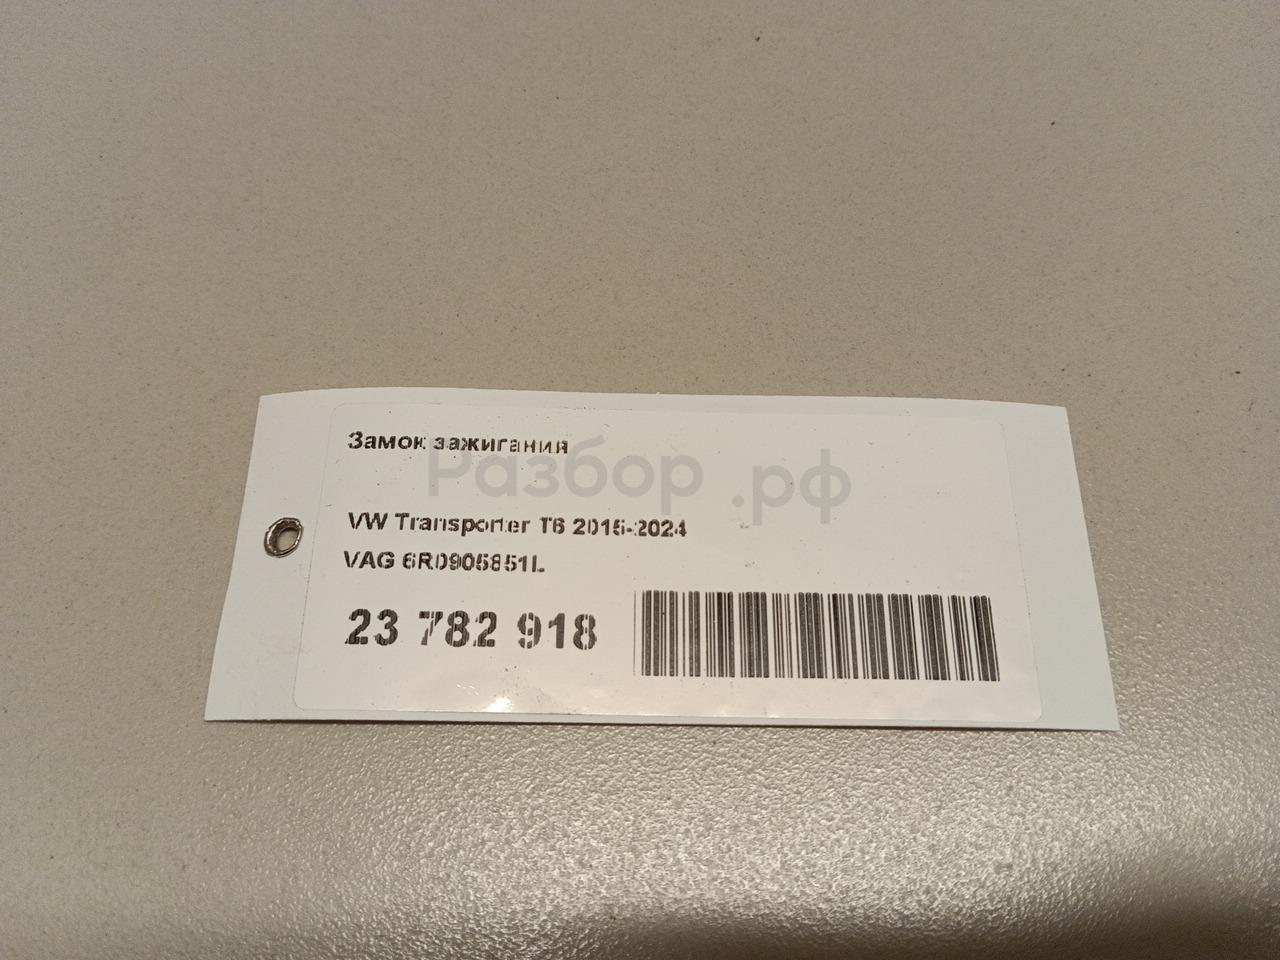 Замок зажигания
Разбор.рф
VW Transporter T6 2015-2024
VAG 6R0905851L
23 782 918